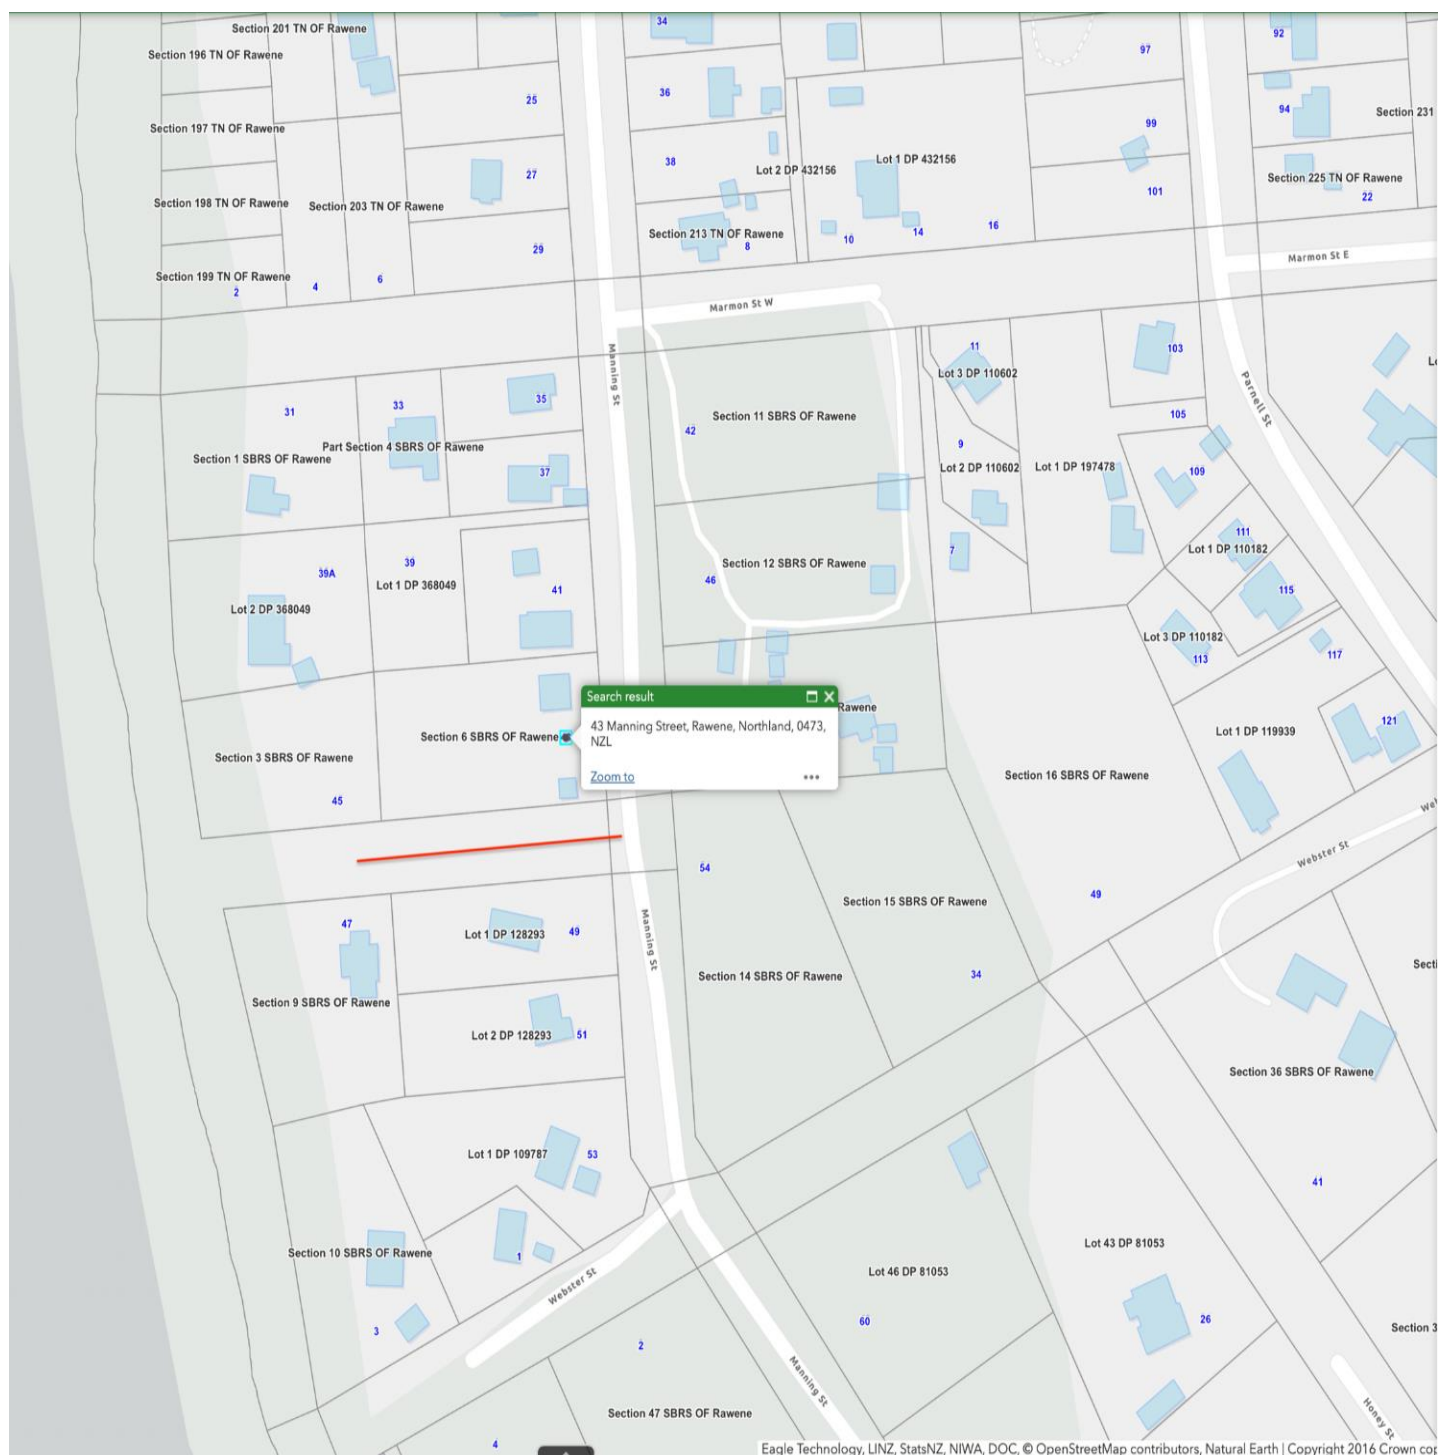 Section 201 TN OF Rawene
34
92
97
Section 196 TN OF Rawene
36
25
94
Section 231
99
Section 197 TN OF Rawene
38
Lot 2 DP 432156
Lot 1 DP 432156
27
Section 225 TN OF Rawene
101
22
Section 198 TN OF Rawene
Section 203 TN OF Rawene
Section 213 TN OF Rawene
8
10
14
16
29
Marmon St E
Section 199 TN OF Rawene
2
4
6
Marmon St W
Manning St
11
103
Lot 3 DP 110602
Parnell St
31
33
35
105
Section 11 SBRS OF Rawene
42
Part Section 4 SBRS OF Rawene
Section 1 SBRS OF Rawene
9
Lot 2 DP 110602
Lot 1 DP 197478
37
109
111
Lot 1 DP 110182
7
39A
39
Lot 1 DP 368049
41
Section 12 SBRS OF Rawene
46
115
Lot 2 DP 368049
Lot 3 DP 110182
113
117
Search result
43 Manning Street, Rawene, Northland, 0473,
NZL
Zoom to
•••
Rawene
Section 6 SBRS OF Rawene
121
Lot 1 DP 119939
Section 3 SBRS OF Rawene
45
Section 16 SBRS OF Rawene
Webster St
54
49
Section 15 SBRS OF Rawene
47
Lot 1 DP 128293
49
Manning St
Section 14 SBRS OF Rawene
34
Section 9 SBRS OF Rawene
Lot 2 DP 128293
51
Section 36 SBRS OF Rawene
Lot 1 DP 109787
53
41
Section 10 SBRS OF Rawene
1
Lot 43 DP 81053
Lot 46 DP 81053
Webster St
3
60
26
2
Manning St
Honey St
Section 47 SBRS OF Rawene
4
Eagle Technology, LINZ, StatsNZ, NIWA, DOC, © OpenStreetMap contributors, Natural Earth | Copyright 2016 Crown cop